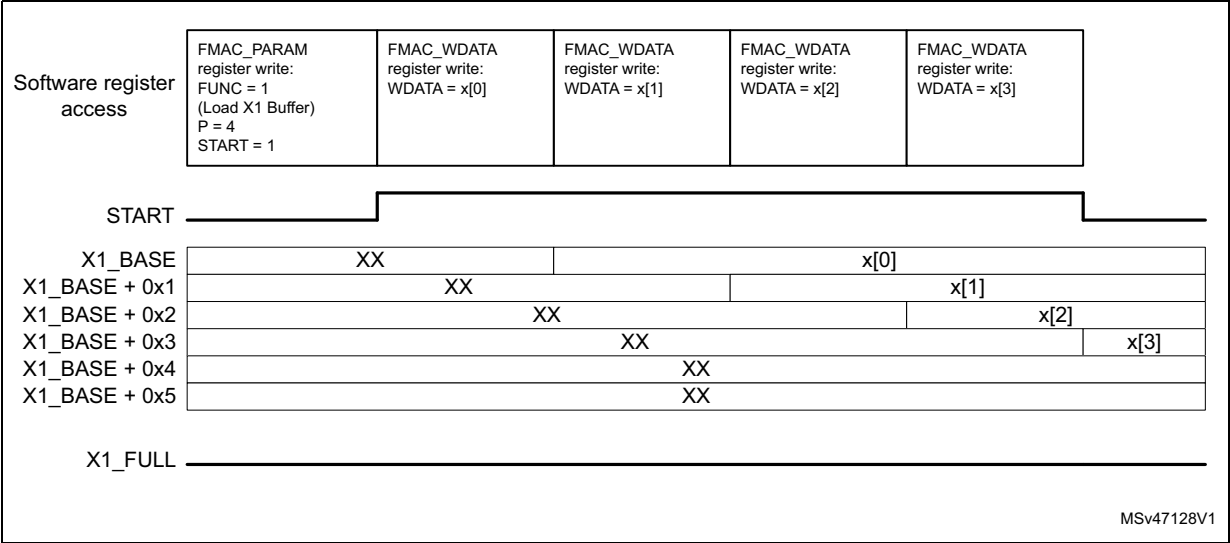 Software register
access
FMAC_PARAM
register write:
FUNC = 1
(Load X1 Buffer)
P = 4
START = 1
FMAC_WDATA
register write:
WDATA = x[0]
FMAC_WDATA
register write:
WDATA = x[1]
FMAC_WDATA
register write:
WDATA = x[2]
FMAC_WDATA
register write:
WDATA = x[3]
START
X1_BASE XX x[0]
X1_BASE + 0x1 XX x[1]
X1_BASE + 0x2 XX x[2]
X1_BASE + 0x3 XX x[3]
X1_BASE + 0x4 XX
X1_BASE + 0x5 XX
X1_FULL
MSv47128V1